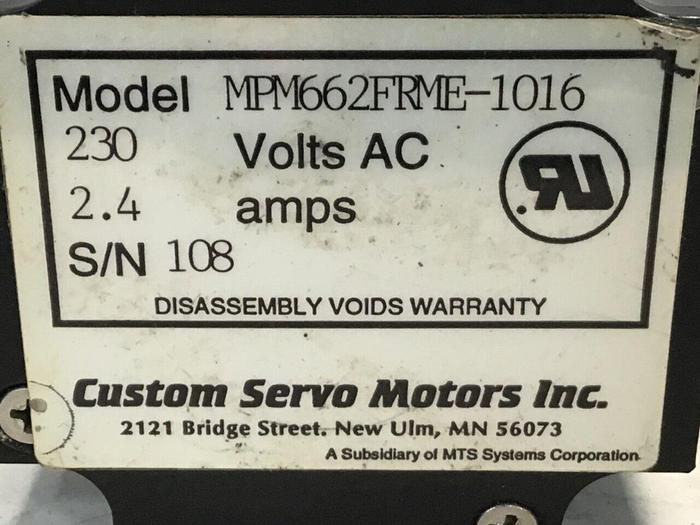 Model MPM662FRME-1016
230 Volts AC
2.4 amps
S/N 108
DISASSEMBLY VOIDS WARRANTY
Custom Servo Motors Inc.
2121 Bridge Street. New Ulm, MN 56073
A Subsidiary of MTS Systems Corporation